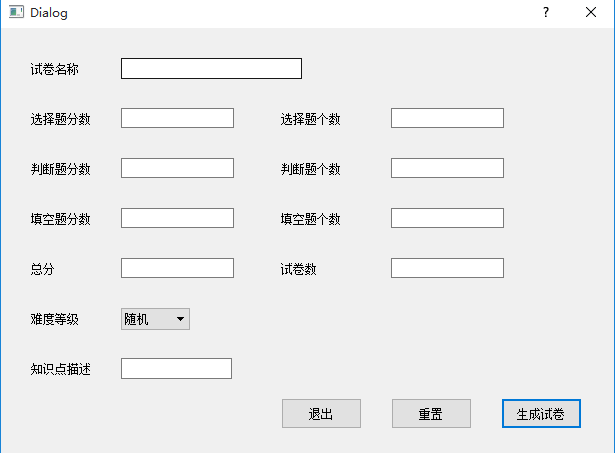 Dialog
试卷名称
选择题分数 选择题个数
判断题分数 判断题个数
填空题分数 填空题个数
总分 试卷数
难度等级 随机
知识点描述
退出 重置 生成试卷